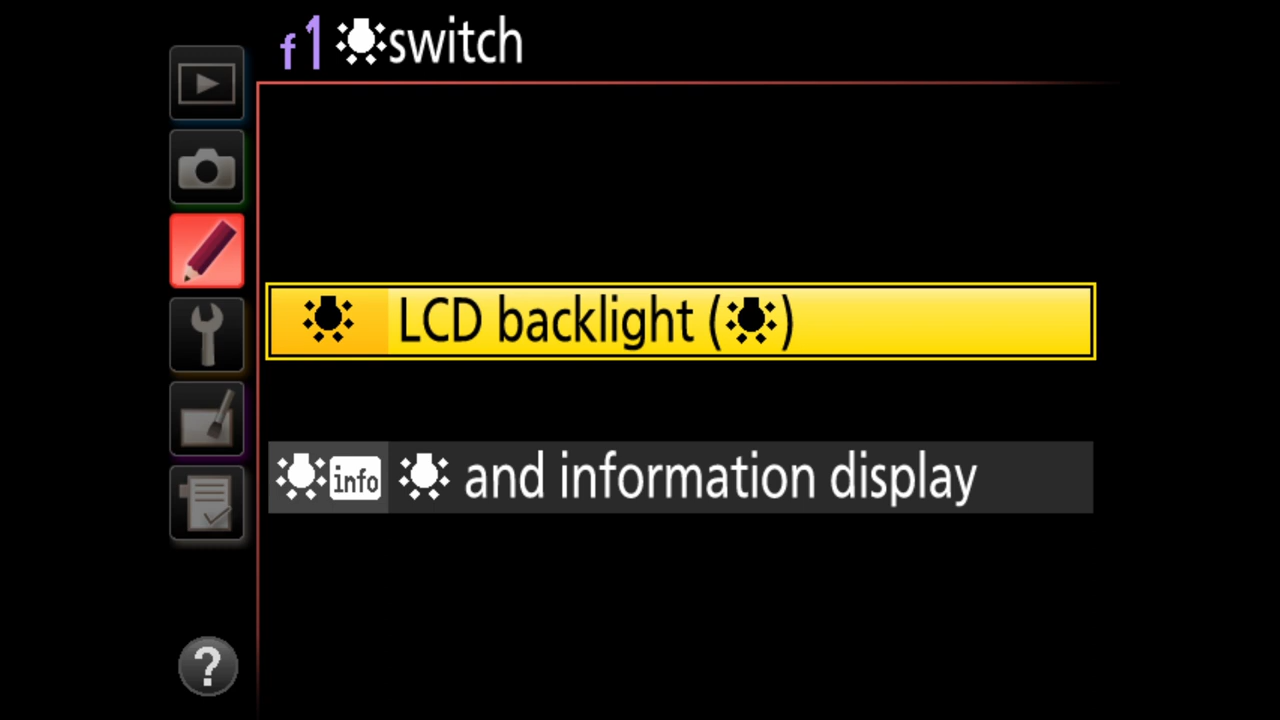 f1 switch
LCD backlight ( )
info and information display
?